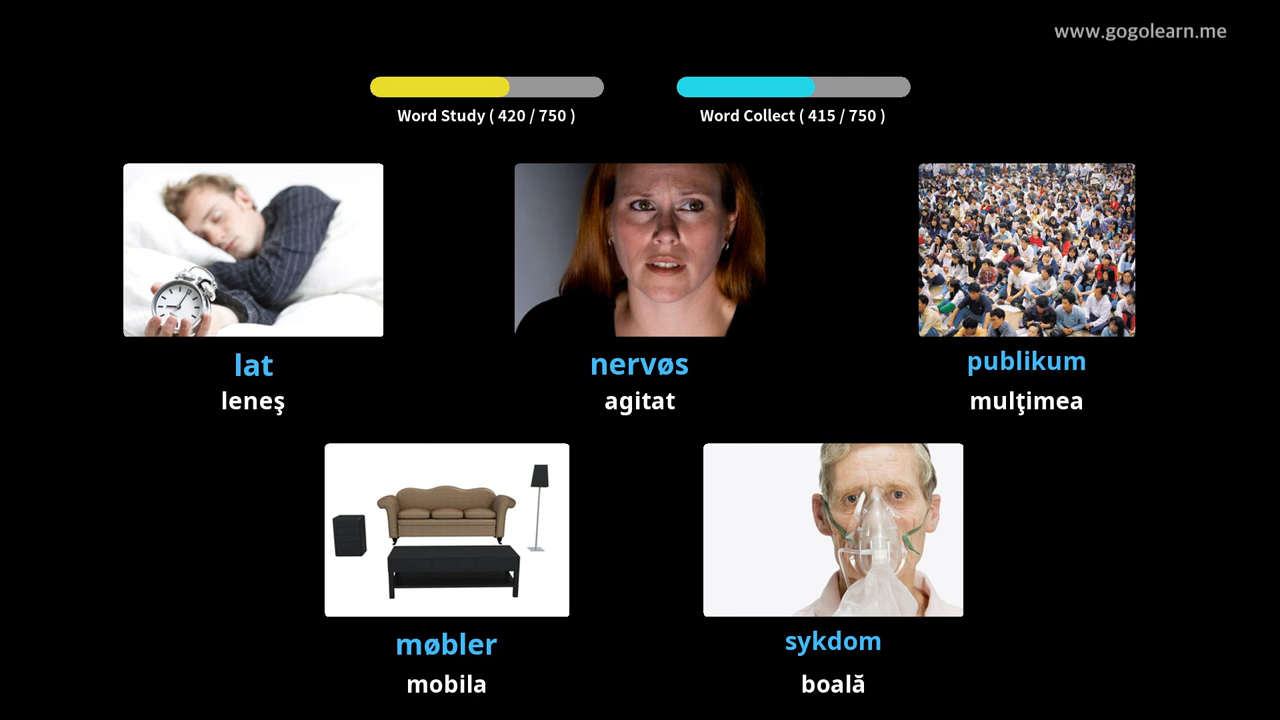 www.gogolearn.me
Word Study ( 420 / 750 )
Word Collect ( 415 / 750 )
lat
leneş
nervøs
agitat
publikum
mulţimea
møbler
mobila
sykdom
boală